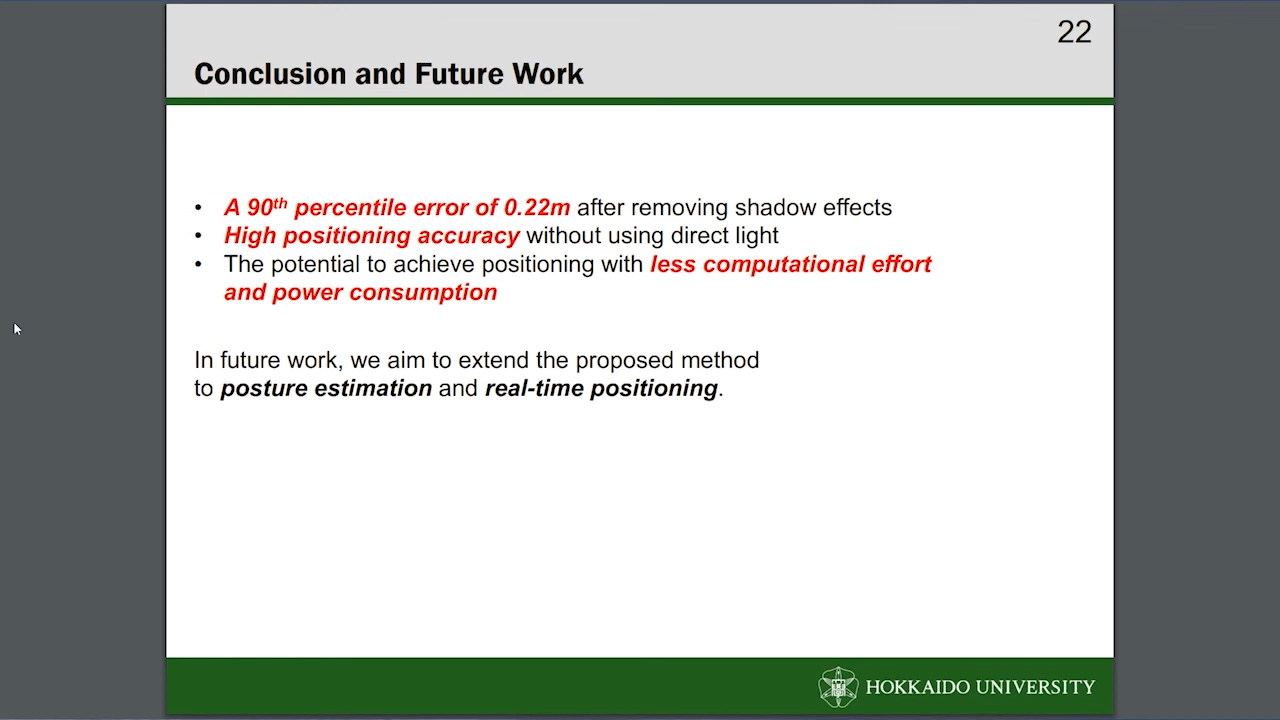 22
Conclusion and Future Work
• A 90th percentile error of 0.22m after removing shadow effects
• High positioning accuracy without using direct light
• The potential to achieve positioning with less computational effort
and power consumption
In future work, we aim to extend the proposed method
to posture estimation and real-time positioning.
HOKKAIDO UNIVERSITY